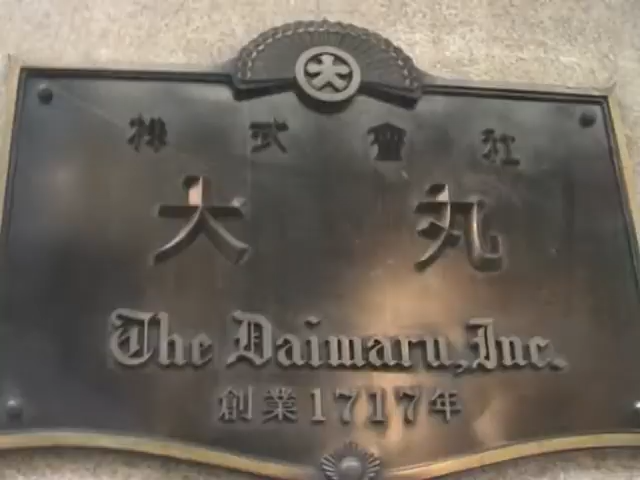 大
株式會社
大丸
The Daimaru, Inc.
創業1717年